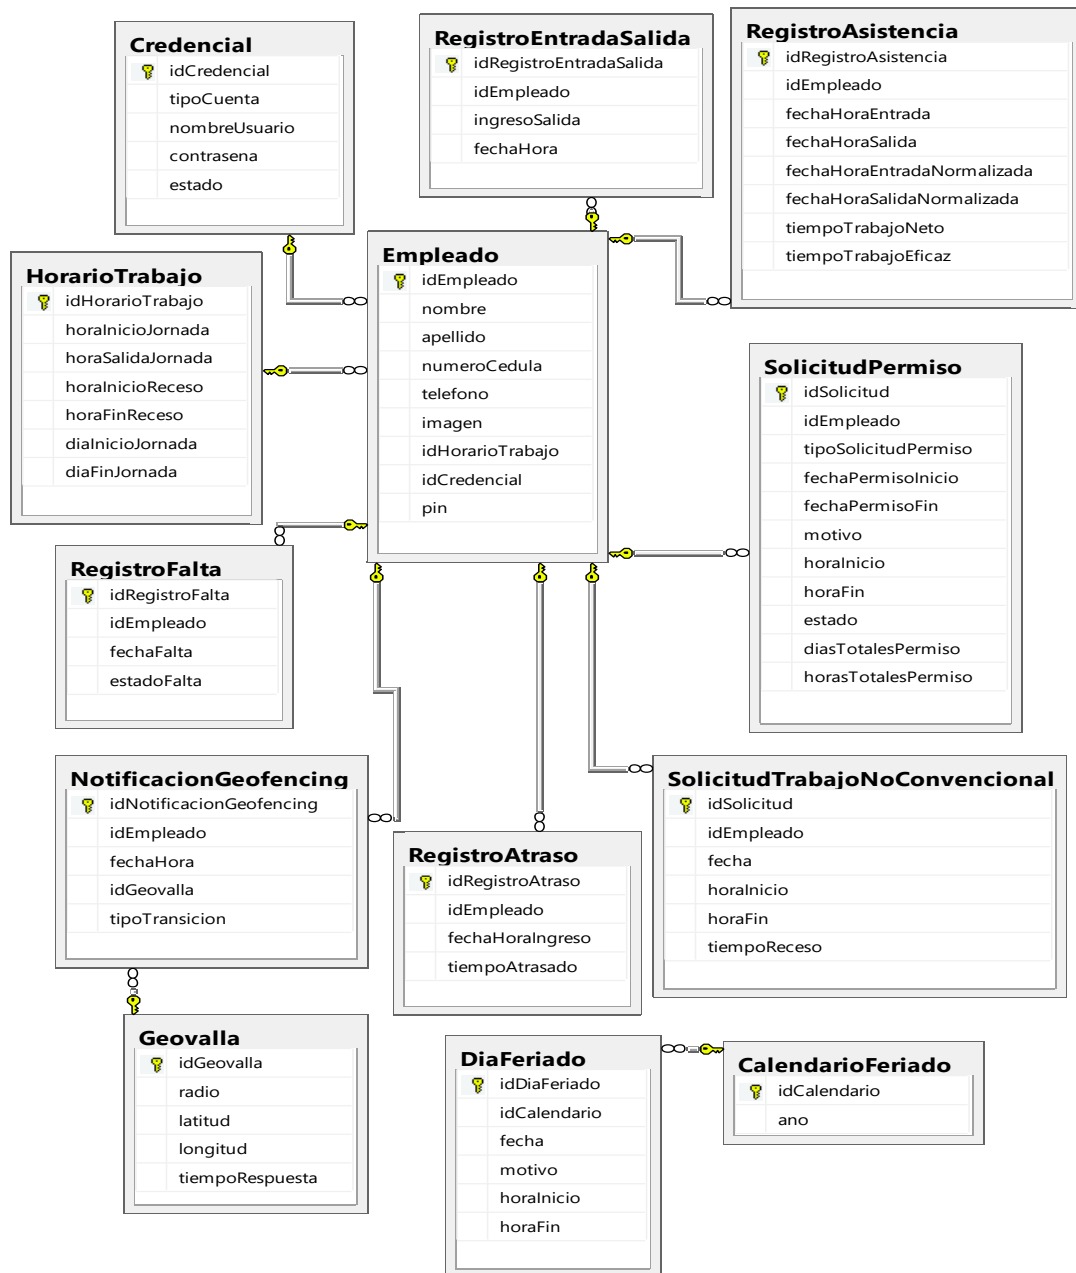 Credencial
idCredencial
tipoCuenta
nombreUsuario
contrasena
estado
RegistroEntradaSalida
idRegistroEntradaSalida
idEmpleado
ingresoSalida
fechaHora
RegistroAsistencia
idRegistroAsistencia
idEmpleado
fechaHoraEntrada
fechaHoraSalida
fechaHoraEntradaNormalizada
fechaHoraSalidaNormalizada
tiempoTrabajoNeto
tiempoTrabajoEficaz
HorarioTrabajo
idHorarioTrabajo
horaInicioJornada
horaSalidaJornada
horaInicioReceso
horaFinReceso
diaInicioJornada
diaFinJornada
Empleado
idEmpleado
nombre
apellido
numeroCedula
telefono
imagen
idHorarioTrabajo
idCredencial
pin
SolicitudPermiso
idSolicitud
idEmpleado
tipoSolicitudPermiso
fechaPermisoInicio
fechaPermisoFin
motivo
horaInicio
horaFin
estado
diasTotalesPermiso
horasTotalesPermiso
RegistroFalta
idRegistroFalta
idEmpleado
fechaFalta
estadoFalta
NotificacionGeofencing
idNotificacionGeofencing
idEmpleado
fechaHora
idGeovalla
tipoTransicion
RegistroAtraso
idRegistroAtraso
idEmpleado
fechaHoraIngreso
tiempoAtrasado
SolicitudTrabajoNoConvencional
idSolicitud
idEmpleado
fecha
horaInicio
horaFin
tiempoReceso
Geovalla
idGeovalla
radio
latitud
longitud
tiempoRespuesta
DiaFeriado
idDiaFeriado
idCalendario
fecha
motivo
horaInicio
horaFin
CalendarioFeriado
idCalendario
ano